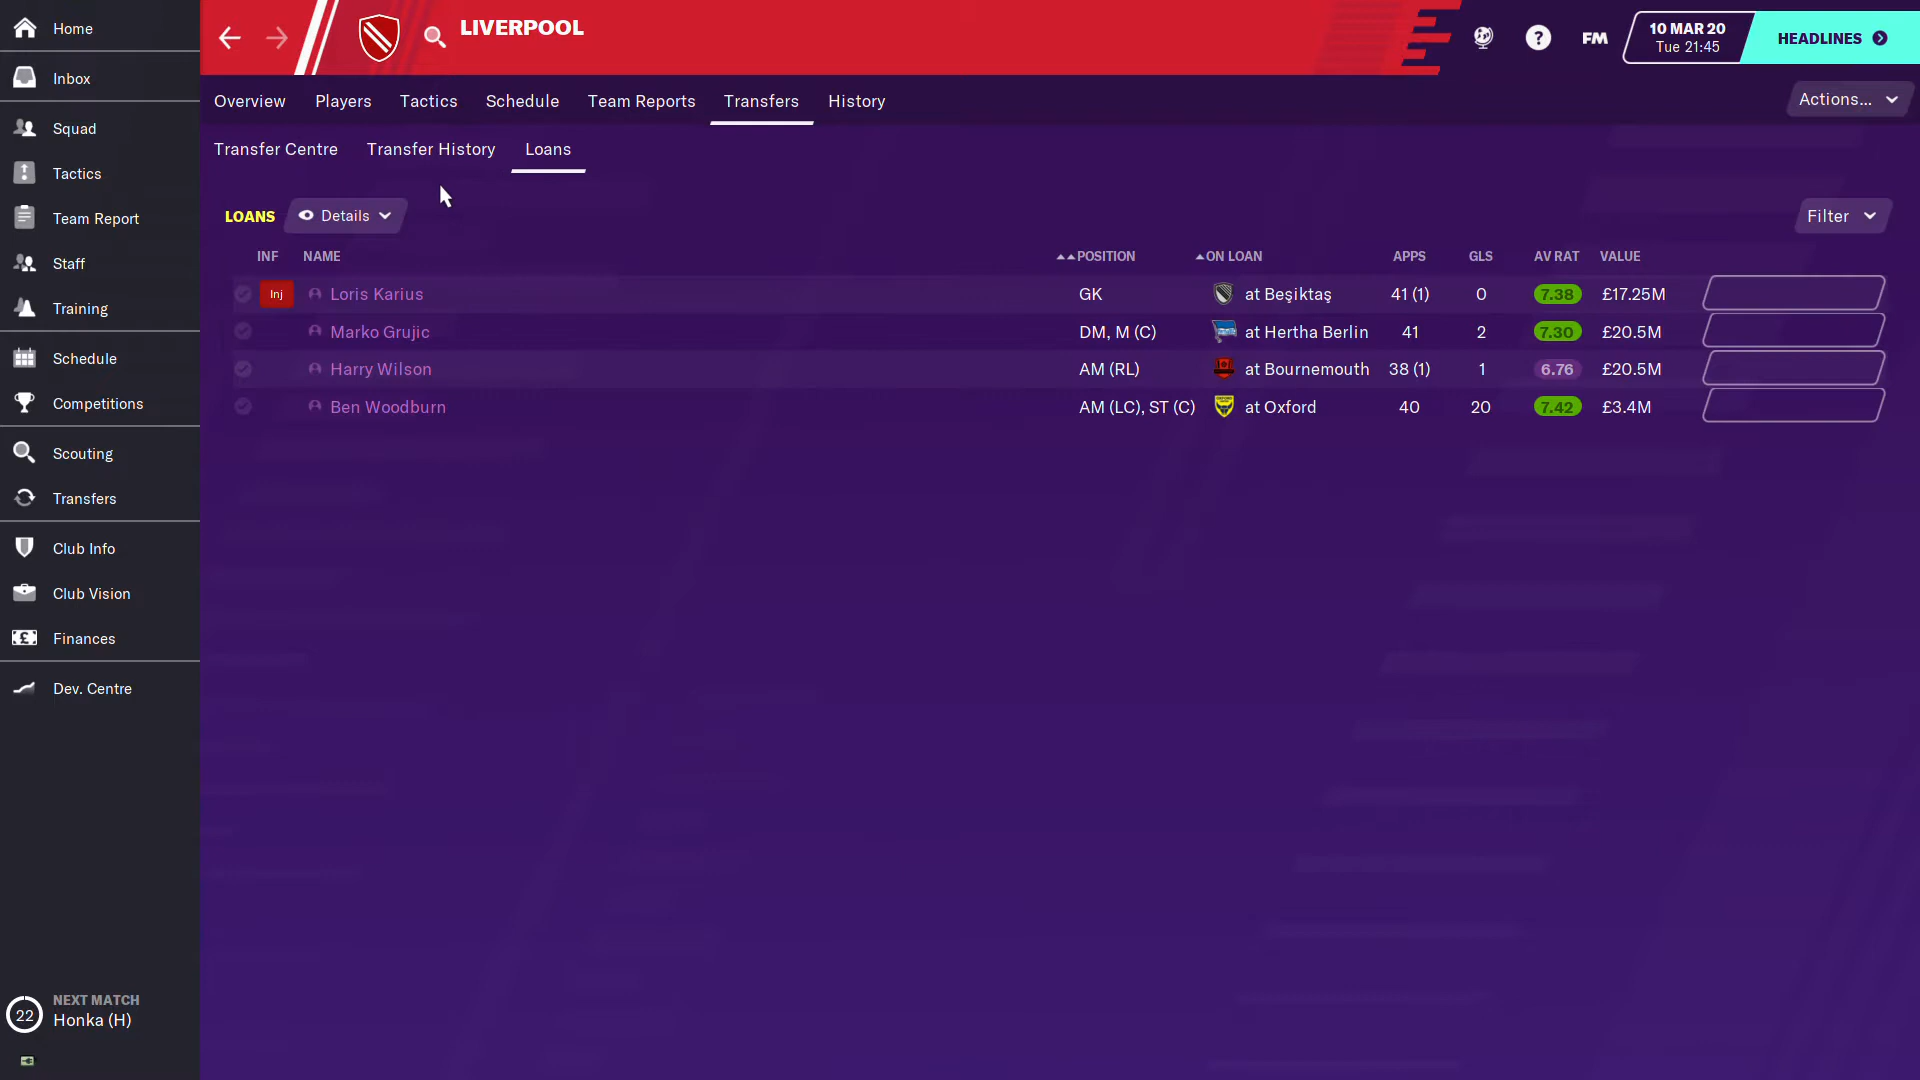 Home
Inbox
Squad
Tactics
Team Report
Staff
Training
Schedule
Competitions
Scouting
Transfers
Club Info
Club Vision
Finances
Dev. Centre
NEXT MATCH
22 Honka (H)
LIVERPOOL
? FM 10 MAR 20 HEADLINES
Tue 21:45
Overview Players Tactics Schedule Team Reports Transfers History Actions...
Transfer Centre Transfer History Loans
LOANS Details Filter
INF NAME POSITION ON LOAN APPS GLS AV RAT VALUE
Inj Loris Karius GK at Beşiktaş 41 (1) 0 7.38 £17.25M
Marko Grujic DM, M (C) at Hertha Berlin 41 2 7.30 £20.5M
Harry Wilson AM (RL) at Bournemouth 38 (1) 1 6.76 £20.5M
Ben Woodburn AM (LC), ST (C) at Oxford 40 20 7.42 £3.4M